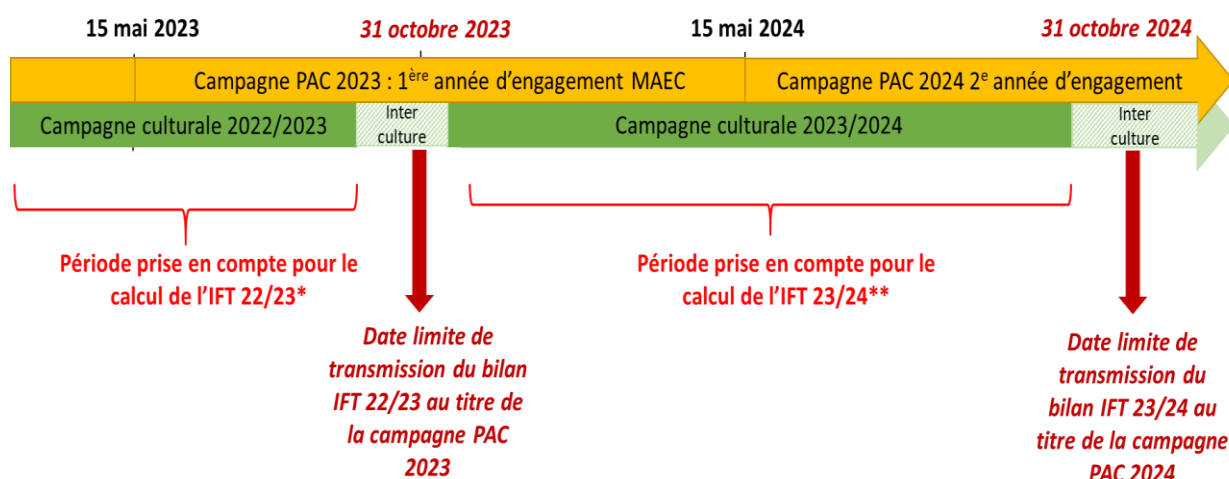 15 mai 2023
31 octobre 2023
15 mai 2024
31 octobre 2024
Campagne PAC 2023 : 1ère année d'engagement MAEC
Campagne PAC 2024 2e année d'engagement
Campagne culturale 2022/2023
Inter
culture
Campagne culturale 2023/2024
Inter
culture
Période prise en compte pour le
calcul de l'IFT 22/23*
Période prise en compte pour le
calcul de l'IFT 23/24**
Date limite de
transmission du bilan
IFT 22/23 au titre de
la campagne PAC
2023
Date limite de
transmission du
bilan IFT 23/24 au
titre de la campagne
PAC 2024